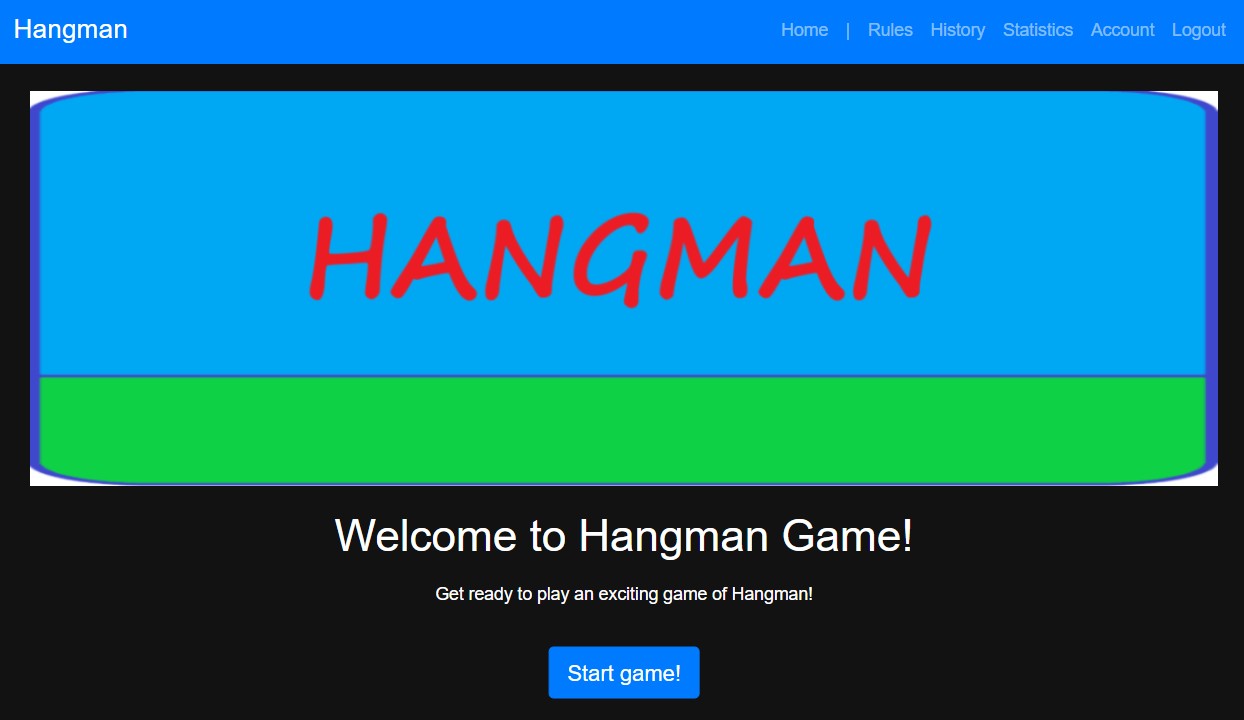 Hangman Home | Rules History Statistics Account Logout
HANGMAN
Welcome to Hangman Game!
Get ready to play an exciting game of Hangman!
Start game!